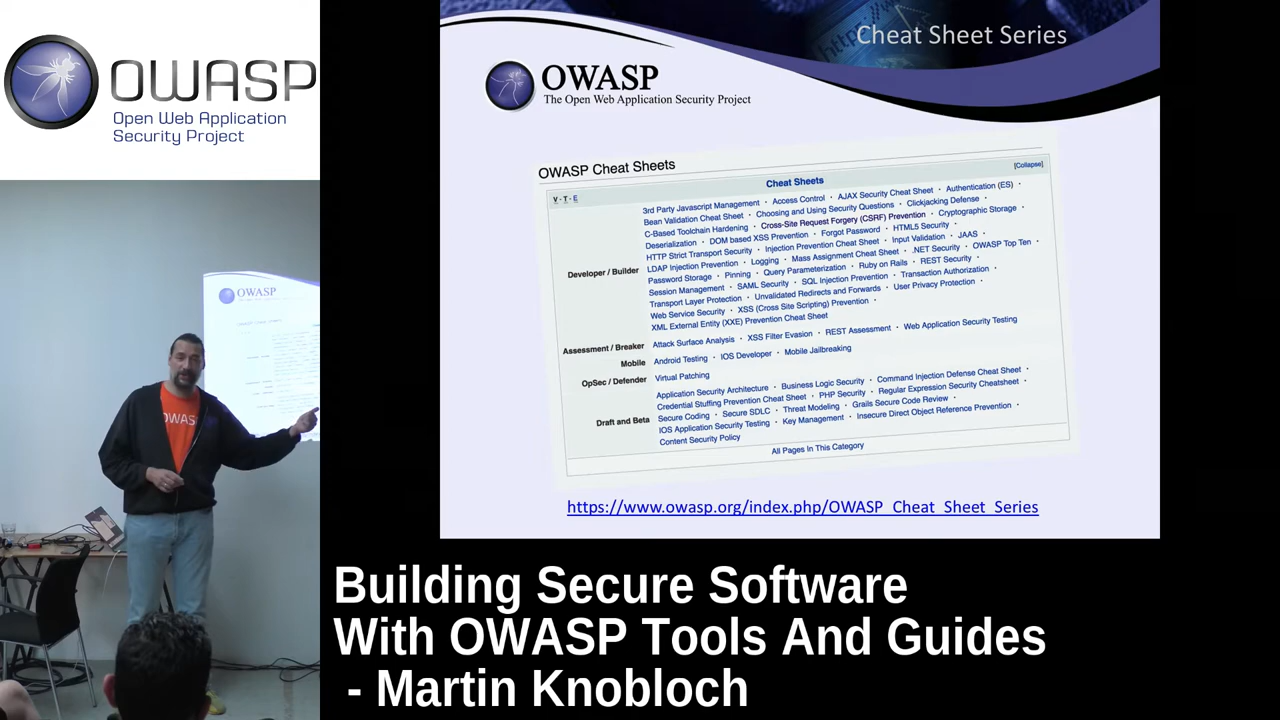 OWASP
Open Web Application
Security Project
Cheat Sheet Series
OWASP
The Open Web Application Security Project
OWASP Cheat Sheets
[Collapse]
V · T · E
Cheat Sheets
Developer / Builder
3rd Party Javascript Management · Access Control · AJAX Security Cheat Sheet · Authentication (ES) ·
Bean Validation Cheat Sheet · Choosing and Using Security Questions · Clickjacking Defense ·
C-Based Toolchain Hardening · Cross-Site Request Forgery (CSRF) Prevention · Cryptographic Storage ·
Deserialization · DOM based XSS Prevention · Forgot Password · HTML5 Security ·
HTTP Strict Transport Security · Injection Prevention Cheat Sheet · Input Validation · JAAS ·
LDAP Injection Prevention · Logging · Mass Assignment Cheat Sheet · .NET Security · OWASP Top Ten ·
Password Storage · Pinning · Query Parameterization · Ruby on Rails · REST Security ·
Session Management · SAML Security · SQL Injection Prevention · Transaction Authorization ·
Transport Layer Protection · Unvalidated Redirects and Forwards · User Privacy Protection ·
Web Service Security · XSS (Cross Site Scripting) Prevention ·
XML External Entity (XXE) Prevention Cheat Sheet
Assessment / Breaker
Attack Surface Analysis · XSS Filter Evasion · REST Assessment · Web Application Security Testing
Mobile
Android Testing · IOS Developer · Mobile Jailbreaking
OpSec / Defender
Virtual Patching
Draft and Beta
Application Security Architecture · Business Logic Security · Command Injection Defense Cheat Sheet ·
Credential Stuffing Prevention Cheat Sheet · PHP Security · Regular Expression Security Cheatsheet ·
Secure Coding · Secure SDLC · Threat Modeling · Grails Secure Code Review ·
IOS Application Security Testing · Key Management · Insecure Direct Object Reference Prevention ·
Content Security Policy
All Pages In This Category
https://www.owasp.org/index.php/OWASP_Cheat_Sheet_Series
OWASP
OWAS
Building Secure Software
With OWASP Tools And Guides
- Martin Knobloch